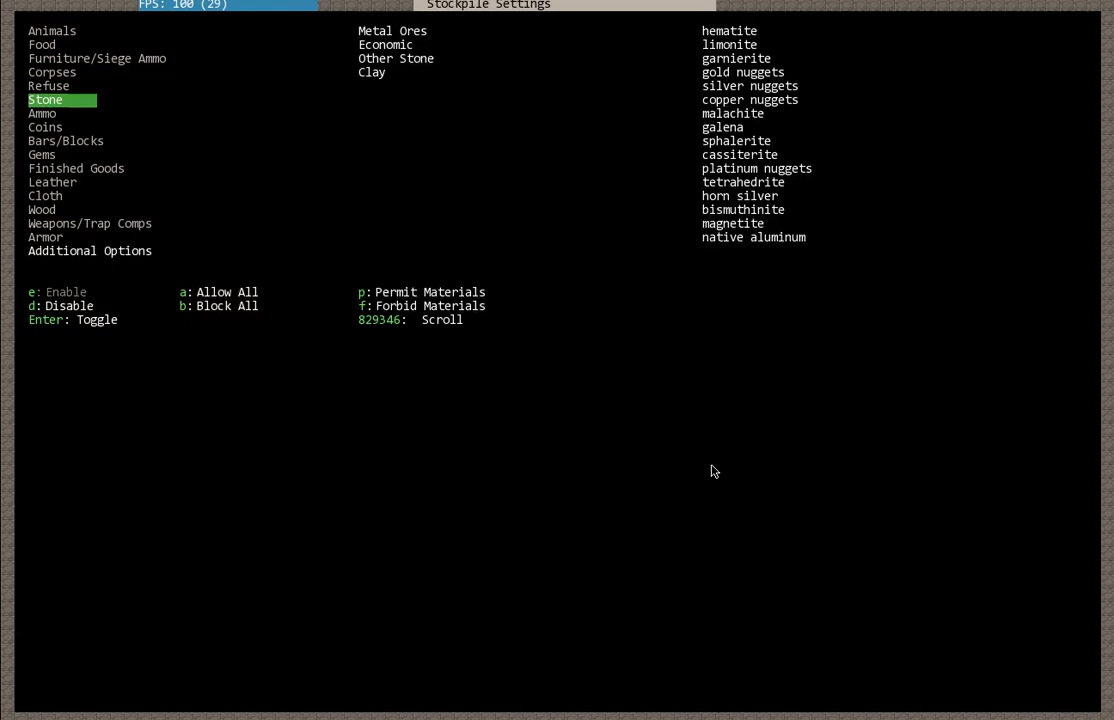 FPS: 100 (29)
Stockpile Settings
Animals
Food
Furniture/Siege Ammo
Corpses
Refuse
Stone
Ammo
Coins
Bars/Blocks
Gems
Finished Goods
Leather
Cloth
Wood
Weapons/Trap Comps
Armor
Additional Options
Metal Ores
Economic
Other Stone
Clay
hematite
limonite
garnierite
gold nuggets
silver nuggets
copper nuggets
malachite
galena
sphalerite
cassiterite
platinum nuggets
tetrahedrite
horn silver
bismuthinite
magnetite
native aluminum
e: Enable
a: Allow All
p: Permit Materials
d: Disable
b: Block All
f: Forbid Materials
Enter: Toggle
829346: Scroll